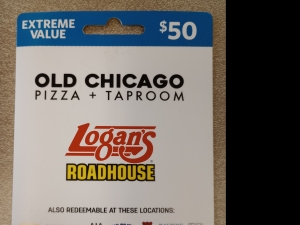 EXTREME
VALUE
$50
OLD CHICAGO
PIZZA + TAPROOM
Logan's
ROADHOUSE
ALSO REDEEMABLE AT THESE LOCATIONS: